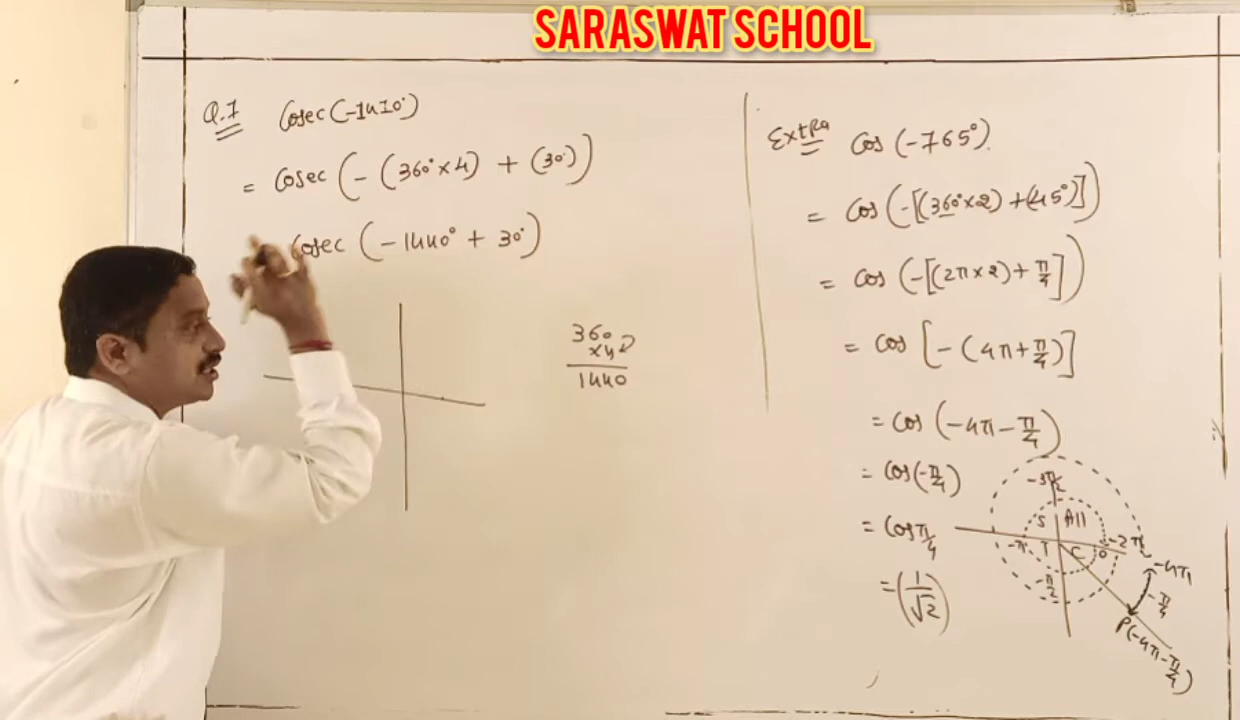 SARASWAT SCHOOL
Q.7 Cosec(-1410°)
= Cosec (-(360°×4) + (30°))
Cosec (-1440° + 30°)
360
×4
1440
Extra Cos (-765°).
= Cos (-[(360°×2) + (45°)])
= Cos (-[(2π×2) + π/4])
= Cos [-(4π + π/4)]
= Cos (-4π - π/4)
= Cos(-π/4)
= Cos π/4
= (1/√2)
-3π/2
S All
-π T C 0 -2π
-π/2
-4π
-π/4
P(-4π-π/4)